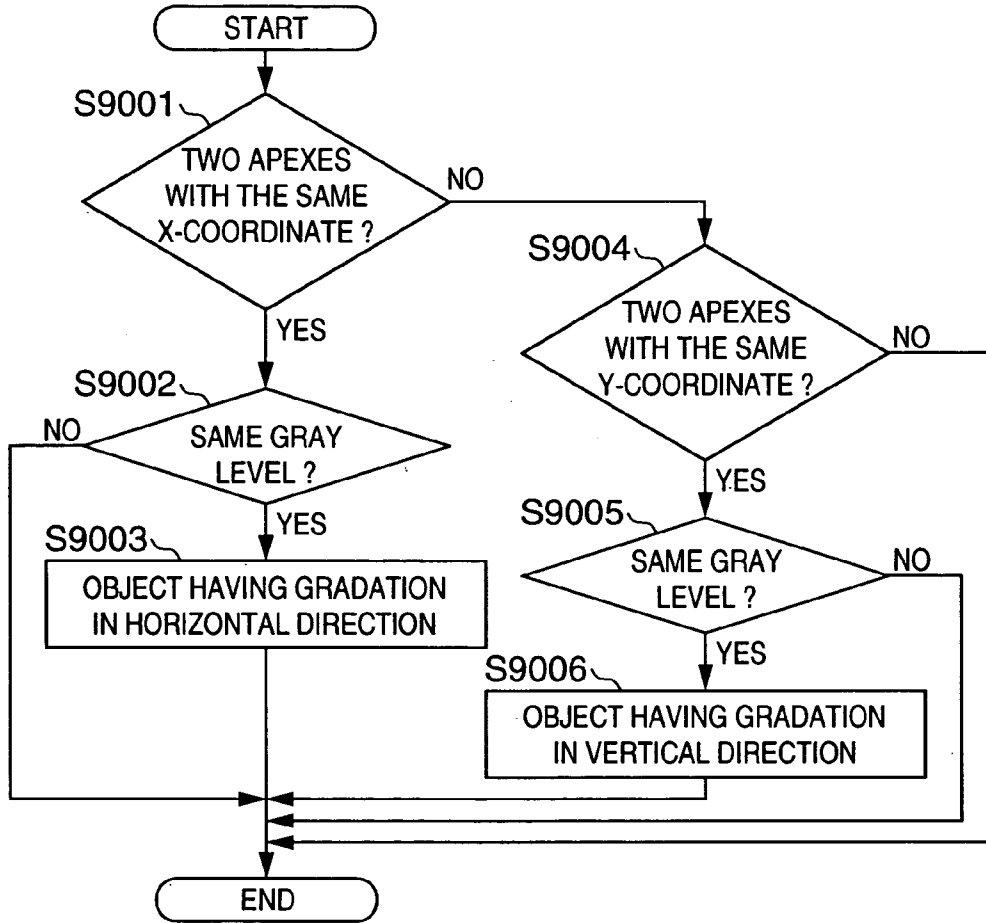 START
S9001
TWO APEXES
WITH THE SAME
X-COORDINATE ?
NO
YES
S9004
TWO APEXES
WITH THE SAME
Y-COORDINATE ?
NO
YES
S9002
SAME GRAY
LEVEL ?
NO
YES
S9003
OBJECT HAVING GRADATION
IN HORIZONTAL DIRECTION
S9005
SAME GRAY
LEVEL ?
NO
YES
S9006
OBJECT HAVING GRADATION
IN VERTICAL DIRECTION
END